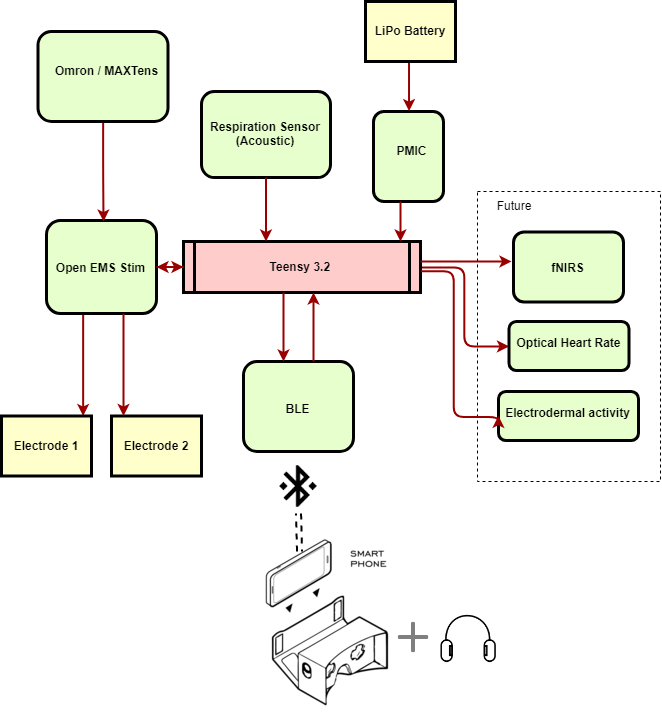 LiPo Battery
Omron / MAXTens
Respiration Sensor
(Acoustic)
PMIC
Future
Open EMS Stim
Teensy 3.2
fNIRS
Optical Heart Rate
BLE
Electrodermal activity
Electrode 1
Electrode 2
SMART
PHONE